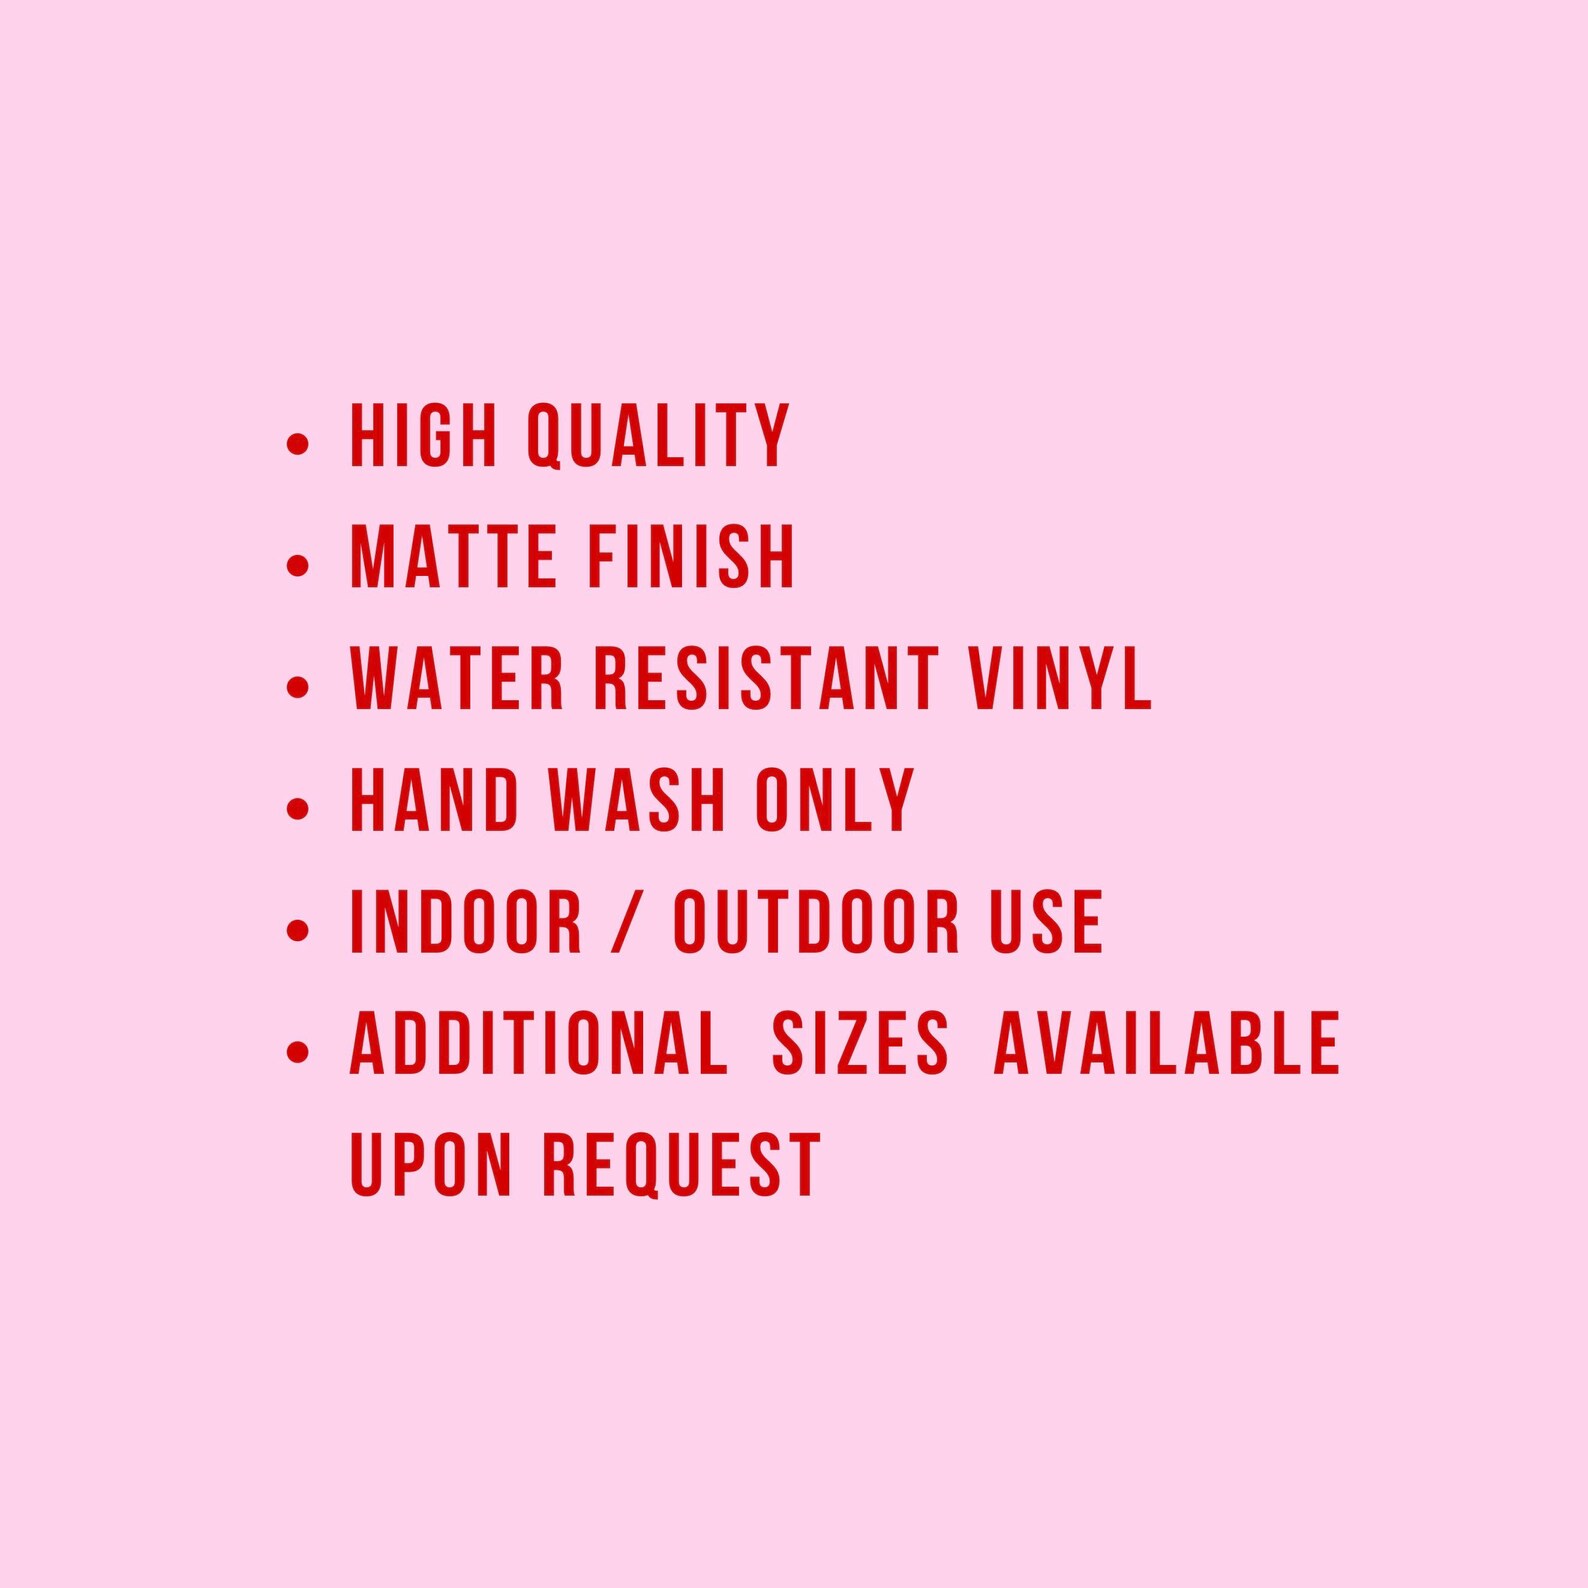 • HIGH QUALITY
• MATTE FINISH
• WATER RESISTANT VINYL
• HAND WASH ONLY
• INDOOR / OUTDOOR USE
• ADDITIONAL SIZES AVAILABLE
UPON REQUEST